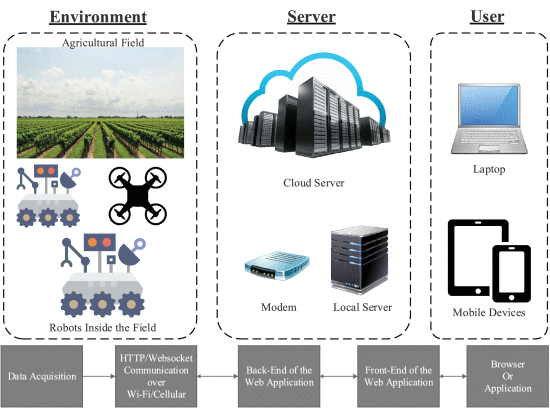 Environment
Server
User
Agricultural Field
Cloud Server
Laptop
Modem
Local Server
Mobile Devices
Robots Inside the Field
Data Acquisition
HTTP/Websocket
Communication
over
Wi-Fi/Cellular
Back-End of the
Web Application
Front-End of the
Web Application
Browser
Or
Application